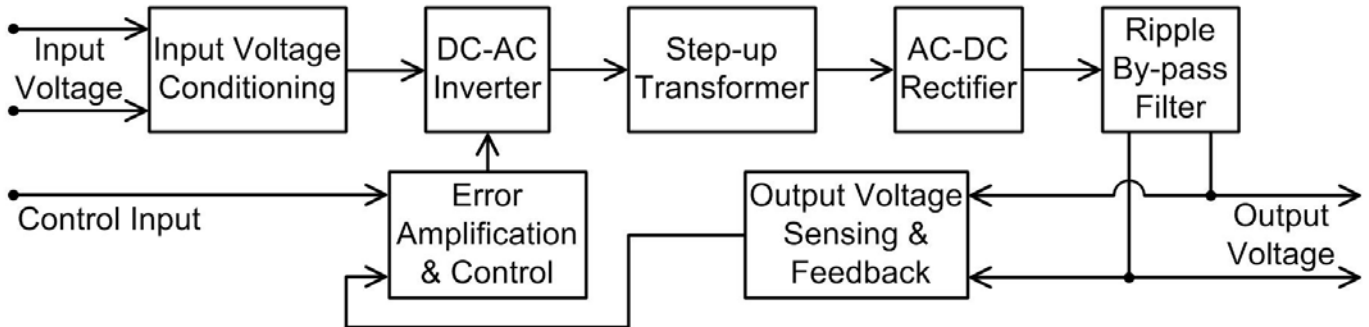 Input
Voltage
Input Voltage
Conditioning
DC-AC
Inverter
Step-up
Transformer
AC-DC
Rectifier
Ripple
By-pass
Filter
Control Input
Error
Amplification
& Control
Output Voltage
Sensing &
Feedback
Output
Voltage